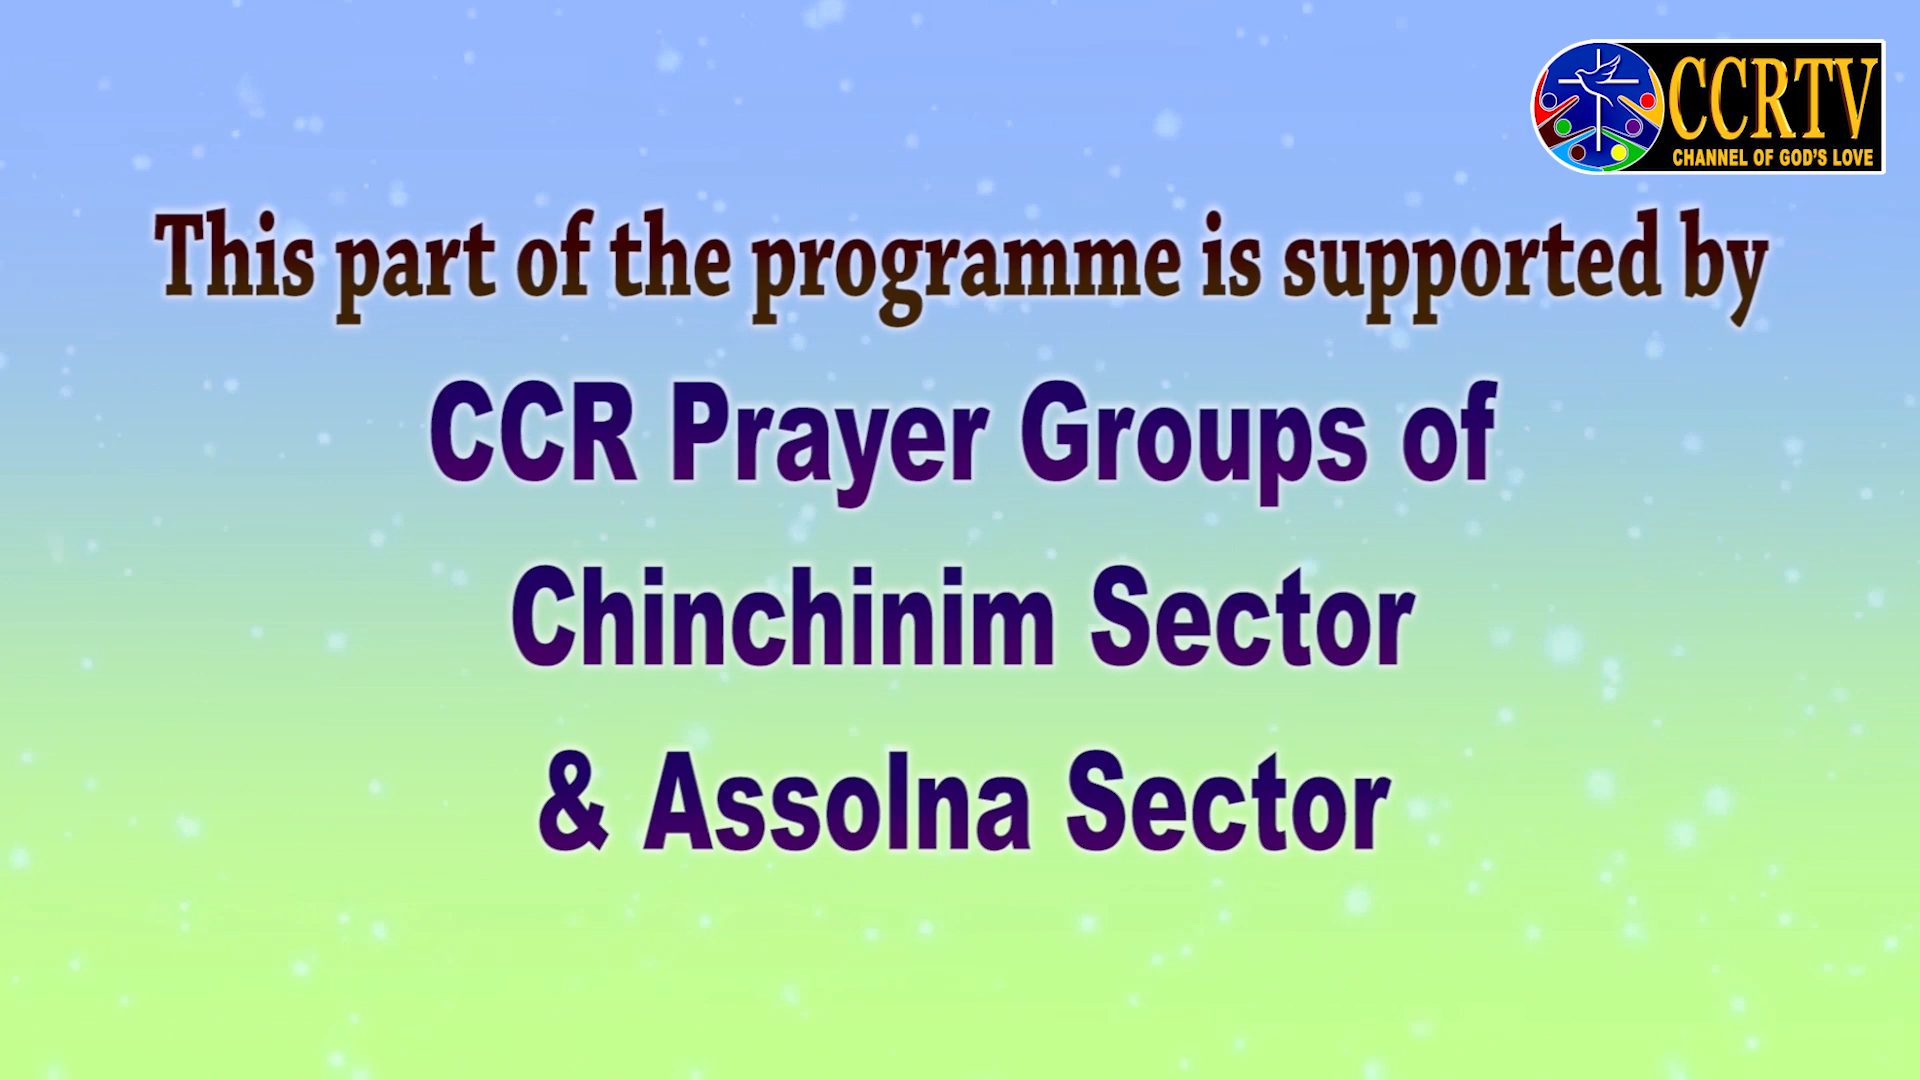 CCRTV
CHANNEL OF GOD'S LOVE
This part of the programme is supported by
CCR Prayer Groups of
Chinchinim Sector
& Assolna Sector